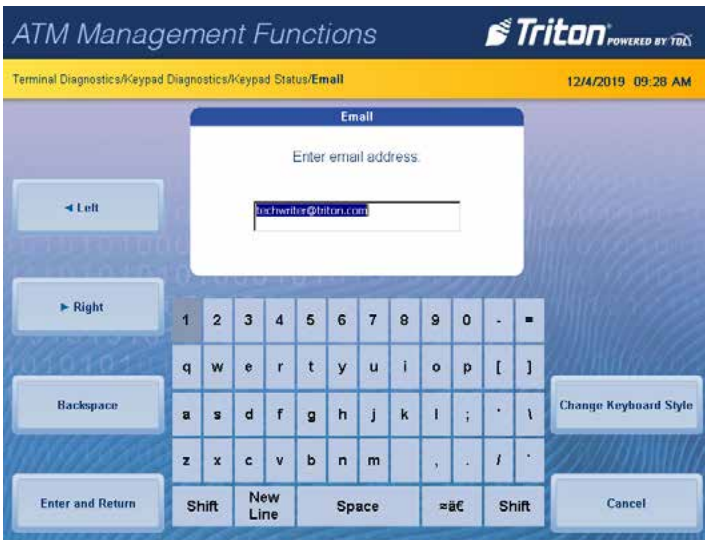 ATM Management Functions
Triton POWERED BY TDL
Terminal Diagnostics/Keypad Diagnostics/Keypad Status/Email
12/4/2019 09:28 AM
Email
Enter email address.
techwriter@triton.com
◄ Left
► Right
Backspace
Enter and Return
1 2 3 4 5 6 7 8 9 0 - =
q w e r t y u i o p [ ]
a s d f g h j k l ; ' \
z x c v b n m , . / `
Shift New Line Space ¤ä€ Shift
Change Keyboard Style
Cancel